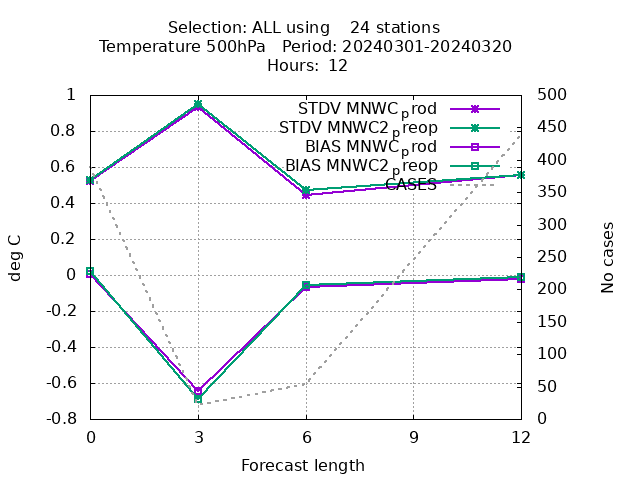 Selection: ALL using    24 stations
Temperature 500hPa   Period: 20240301-20240320
Hours:  12
STDV MNWC_prod
STDV MNWC2_preop
BIAS MNWC_prod
BIAS MNWC2_preop
CASES
1
0.8
0.6
0.4
0.2
0
-0.2
-0.4
-0.6
-0.8
deg C
500
450
400
350
300
250
200
150
100
50
0
No cases
0 3 6 9 12
Forecast length